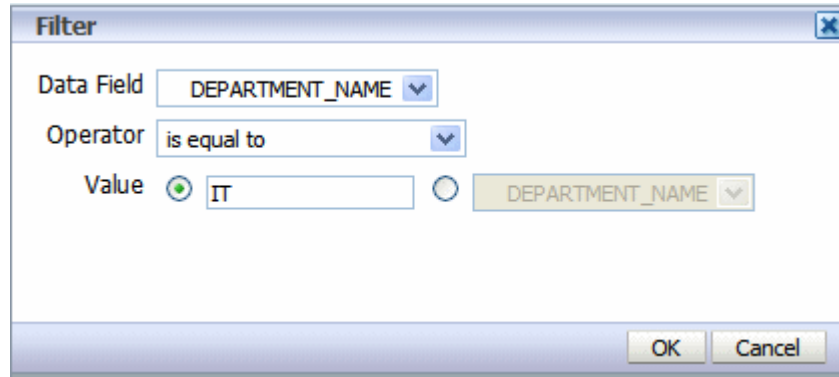 Filter
Data Field DEPARTMENT_NAME
Operator is equal to
Value IT DEPARTMENT_NAME
OK Cancel